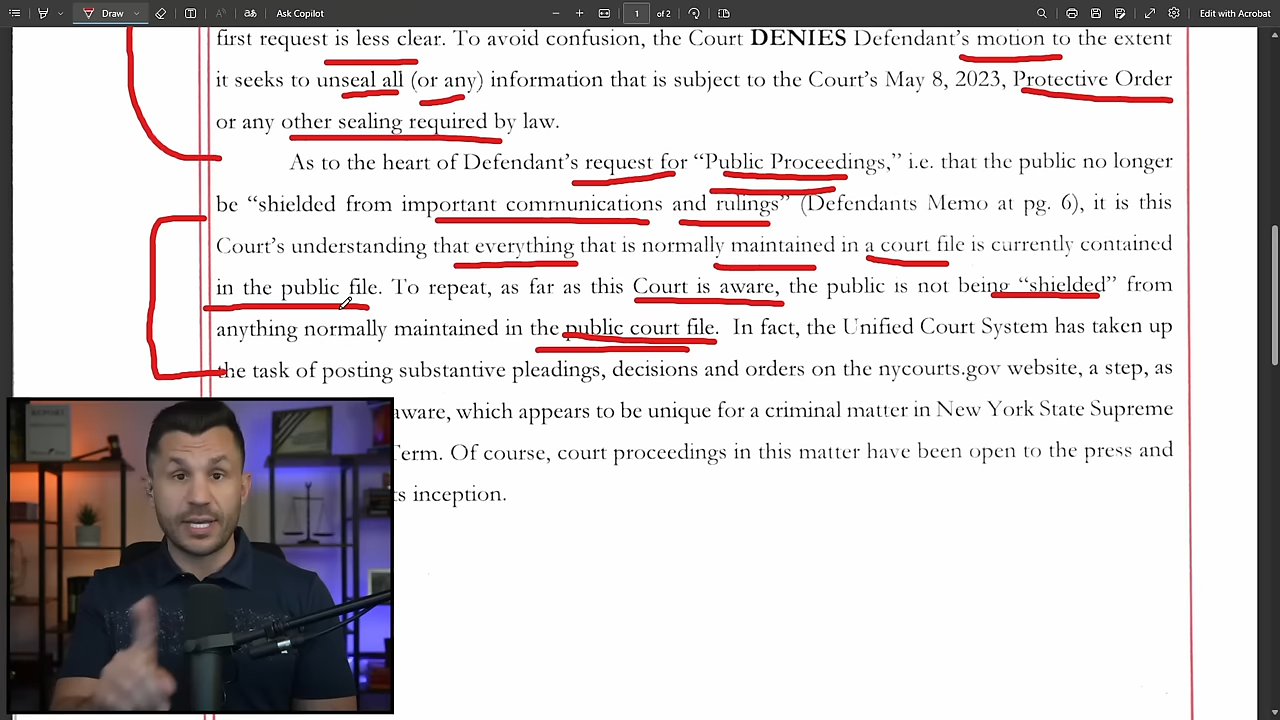 Draw
Ask Copilot
1 of 2
Edit with Acrobat
first request is less clear. To avoid confusion, the Court DENIES Defendant's motion to the extent
it seeks to unseal all (or any) information that is subject to the Court's May 8, 2023, Protective Order
or any other sealing required by law.
As to the heart of Defendant's request for “Public Proceedings,” i.e. that the public no longer
be “shielded from important communications and rulings” (Defendants Memo at pg. 6), it is this
Court's understanding that everything that is normally maintained in a court file is currently contained
in the public file. To repeat, as far as this Court is aware, the public is not being “shielded” from
anything normally maintained in the public court file. In fact, the Unified Court System has taken up
the task of posting substantive pleadings, decisions and orders on the nycourts.gov website, a step, as
aware, which appears to be unique for a criminal matter in New York State Supreme
Term. Of course, court proceedings in this matter have been open to the press and
ts inception.